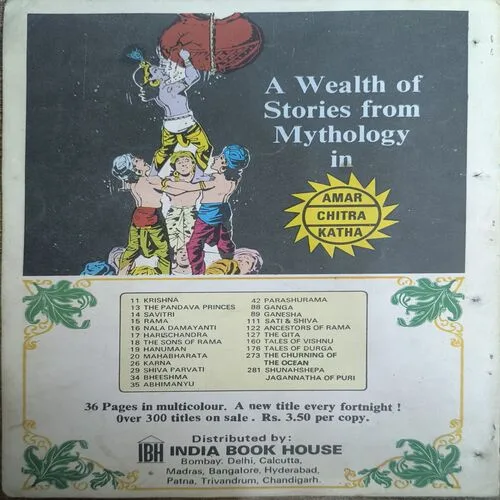 A Wealth of
Stories from
Mythology
in
AMAR
CHITRA
KATHA
11 KRISHNA
13 THE PANDAVA PRINCES
14 SAVITRI
15 RAMA
16 NALA DAMAYANTI
17 HARISCHANDRA
18 THE SONS OF RAMA
19 HANUMAN
20 MAHABHARATA
26 KARNA
29 SHIVA PARVATI
34 BHEESHMA
35 ABHIMANYU
42 PARASHURAMA
88 GANGA
89 GANESHA
111 SATI & SHIVA
122 ANCESTORS OF RAMA
127 THE GITA
160 TALES OF VISHNU
176 TALES OF DURGA
273 THE CHURNING OF
THE OCEAN
281 SHUNAHSHEPA
JAGANNATHA OF PURI
36 Pages in multicolour. A new title every fortnight !
Over 300 titles on sale . Rs. 3.50 per copy.
Distributed by:
IBH INDIA BOOK HOUSE
Bombay. Delhi, Calcutta,
Madras, Bangalore, Hyderabad,
Patna, Trivandrum, Chandigarh.